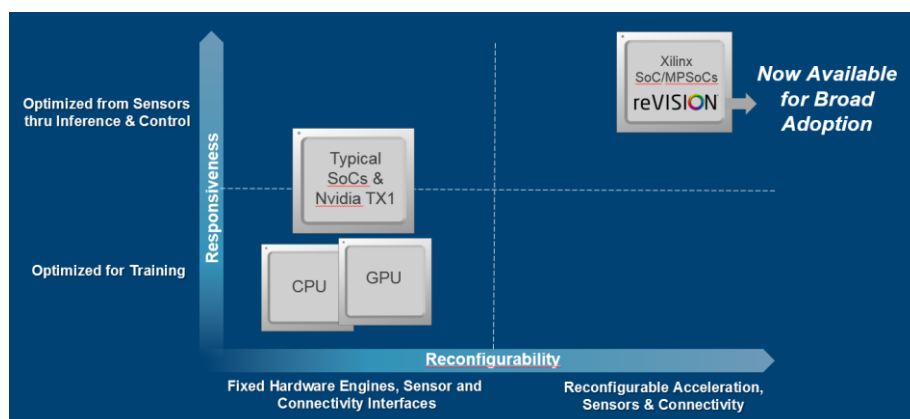 Xilinx
SoC/MPSoCs
reVISION
Now Available
for Broad
Adoption
Optimized from Sensors
thru Inference & Control
Typical
SoCs &
Nvidia TX1
Responsiveness
Optimized for Training
CPU
GPU
Reconfigurability
Fixed Hardware Engines, Sensor and
Connectivity Interfaces
Reconfigurable Acceleration,
Sensors & Connectivity